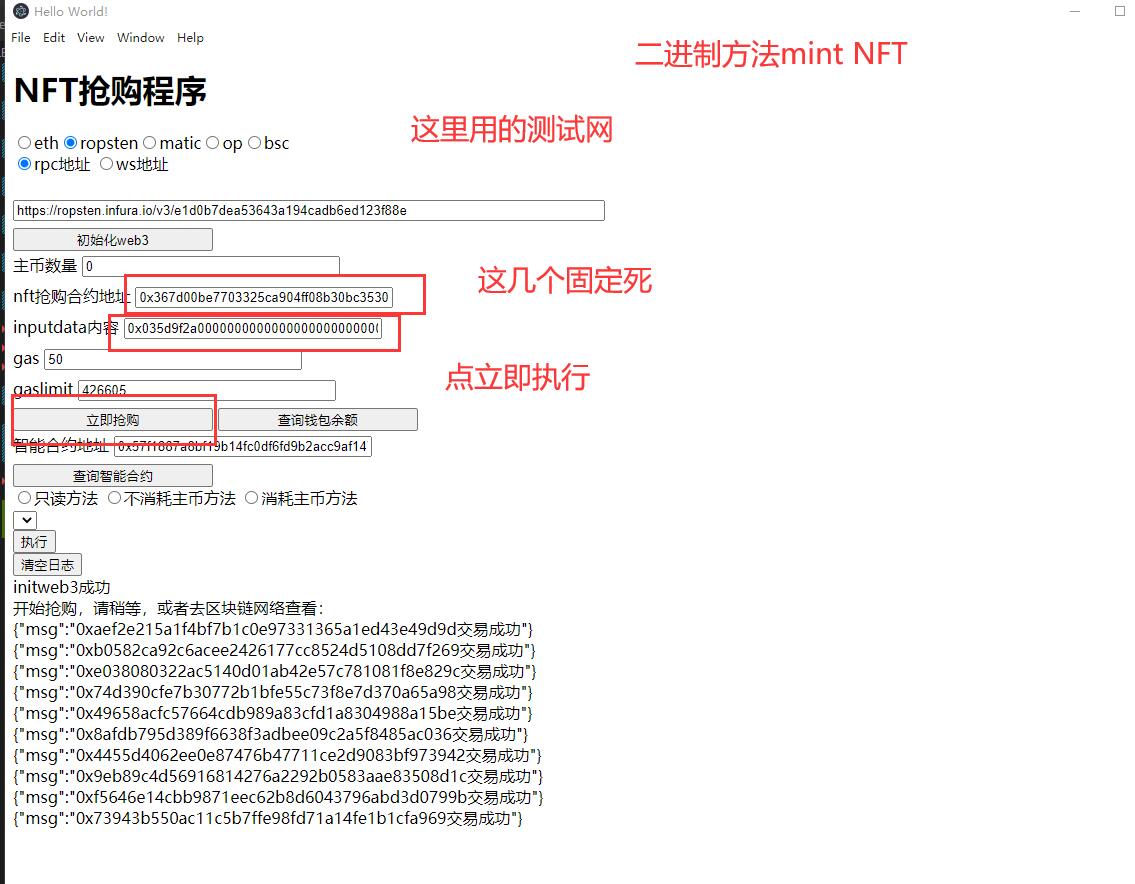 Hello World!
File Edit View Window Help
二进制方法mint NFT
NFT抢购程序
这里用的测试网
eth ropsten matic op bsc
rpc地址 ws地址
https://ropsten.infura.io/v3/e1d0b7dea53643a194cadb6ed123f88e
初始化web3
主币数量 0
这几个固定死
nft抢购合约地址 0x367d00be7703325ca904ff08b30bc3530
inputdata内容 0x035d9f2a00000000000000000000000(
gas 50
点立即执行
gaslimit 426605
立即抢购 查询钱包余额
智能合约地址 0x57f1887a8bf19b14fc0df6fd9b2acc9af14
查询智能合约
只读方法 不消耗主币方法 消耗主币方法
执行
清空日志
initweb3成功
开始抢购，请稍等，或者去区块链网络查看：
{"msg":"0xaef2e215a1f4bf7b1c0e97331365a1ed43e49d9d交易成功"}
{"msg":"0xb0582ca92c6acee2426177cc8524d5108dd7f269交易成功"}
{"msg":"0xe038080322ac5140d01ab42e57c781081f8e829c交易成功"}
{"msg":"0x74d390cfe7b30772b1bfe55c73f8e7d370a65a98交易成功"}
{"msg":"0x49658acfc57664cdb989a83cfd1a8304988a15be交易成功"}
{"msg":"0x8afdb795d389f6638f3adbee09c2a5f8485ac036交易成功"}
{"msg":"0x4455d4062ee0e87476b47711ce2d9083bf973942交易成功"}
{"msg":"0x9eb89c4d56916814276a2292b0583aae83508d1c交易成功"}
{"msg":"0xf5646e14cbb9871eec62b8d6043796abd3d0799b交易成功"}
{"msg":"0x73943b550ac11c5b7ffe98fd71a14fe1b1cfa969交易成功"}